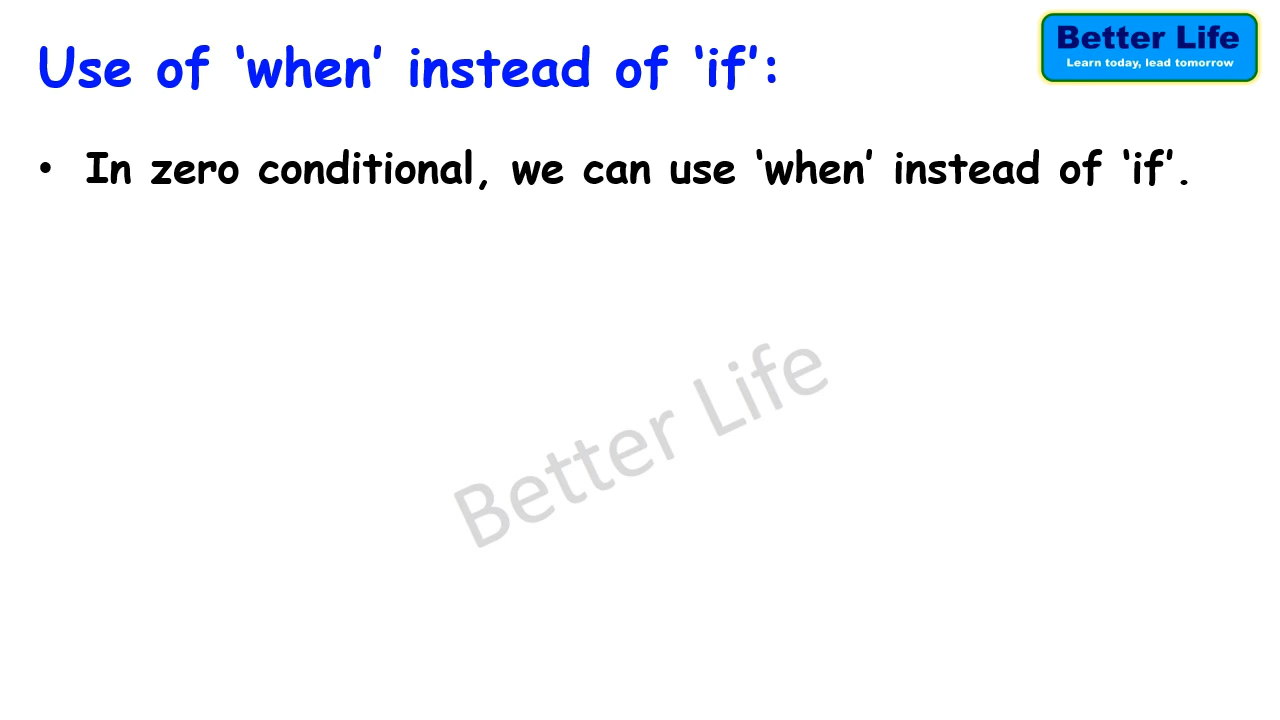 Better Life
Learn today, lead tomorrow
Use of ‘when’ instead of ‘if’:
• In zero conditional, we can use ‘when’ instead of ‘if’.
Better Life